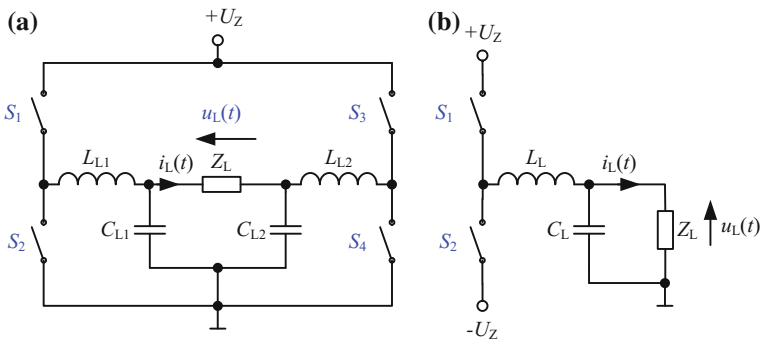 (a)
+U_Z
S_1
u_L(t)
S_3
L_L1
i_L(t)
Z_L
L_L2
S_2
C_L1
C_L2
S_4
(b)
+U_Z
S_1
L_L
i_L(t)
S_2
C_L
Z_L
u_L(t)
-U_Z